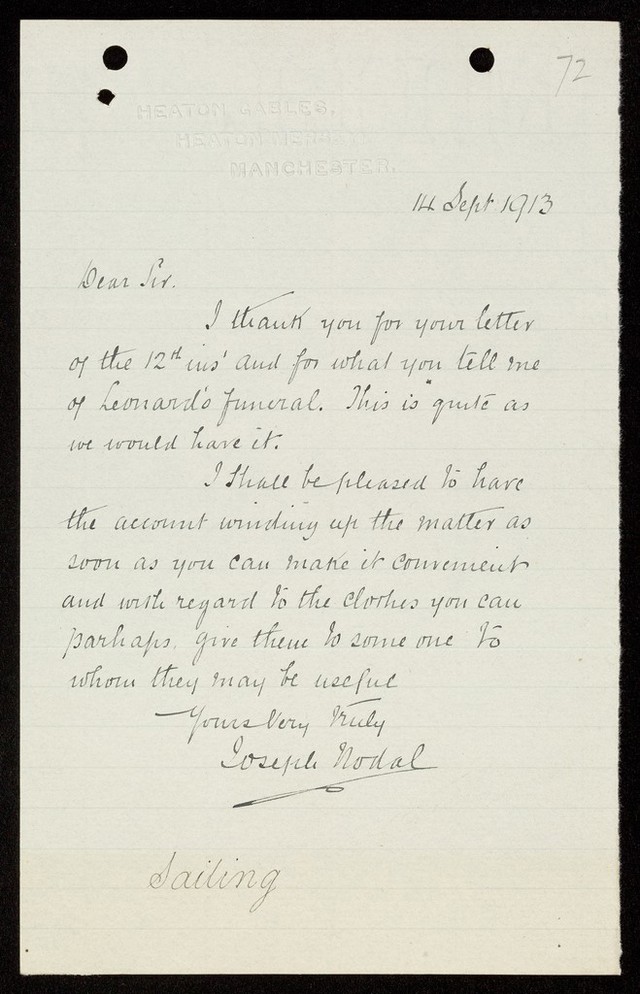 72
HEATON GABLES,
HEATON MERSEY
MANCHESTER.
14 Sept 1913
Dear Sir.
I thank you for your letter
of the 12th inst and for what you tell me
of Leonard's funeral. This is quite as
we would have it.
I shall be pleased to have
the account winding up the matter as
soon as you can make it convenient
and with regard to the clothes you can
parhaps, give them to some one to
whom they may be useful
Yours Very Truly
Joseph Nodal
Sailing